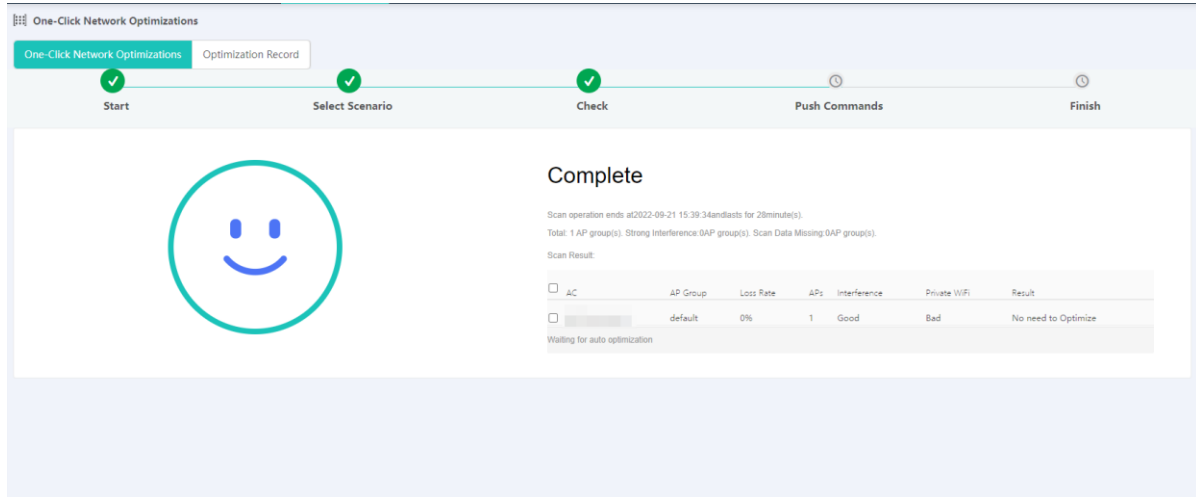 One-Click Network Optimizations
One-Click Network Optimizations Optimization Record
Start Select Scenario Check Push Commands Finish
Complete
Scan operation ends at2022-09-21 15:39:34andlasts for 28minute(s).
Total: 1 AP group(s). Strong Interference:0AP group(s). Scan Data Missing:0AP group(s).
Scan Result:
AC AP Group Loss Rate APs Interference Private WiFi Result
default 0% 1 Good Bad No need to Optimize
Waiting for auto optimization